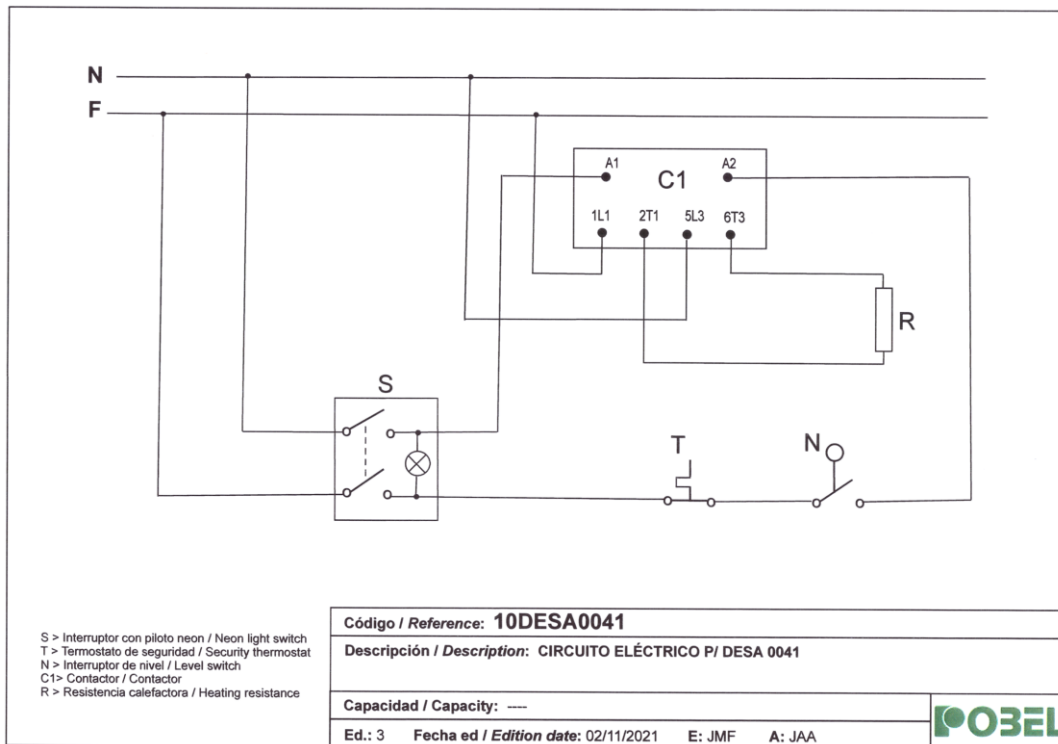 N
F
A1
A2
C1
1L1
2T1
5L3
6T3
R
S
T
N
S > Interruptor con piloto neon / Neon light switch
T > Termostato de seguridad / Security thermostat
N > Interruptor de nivel / Level switch
C1> Contactor / Contactor
R > Resistencia calefactora / Heating resistance
Código / Reference: 10DESA0041
Descripción / Description: CIRCUITO ELÉCTRICO P/ DESA 0041
Capacidad / Capacity: ----
Ed.: 3 Fecha ed / Edition date: 02/11/2021 E: JMF A: JAA
POBEL